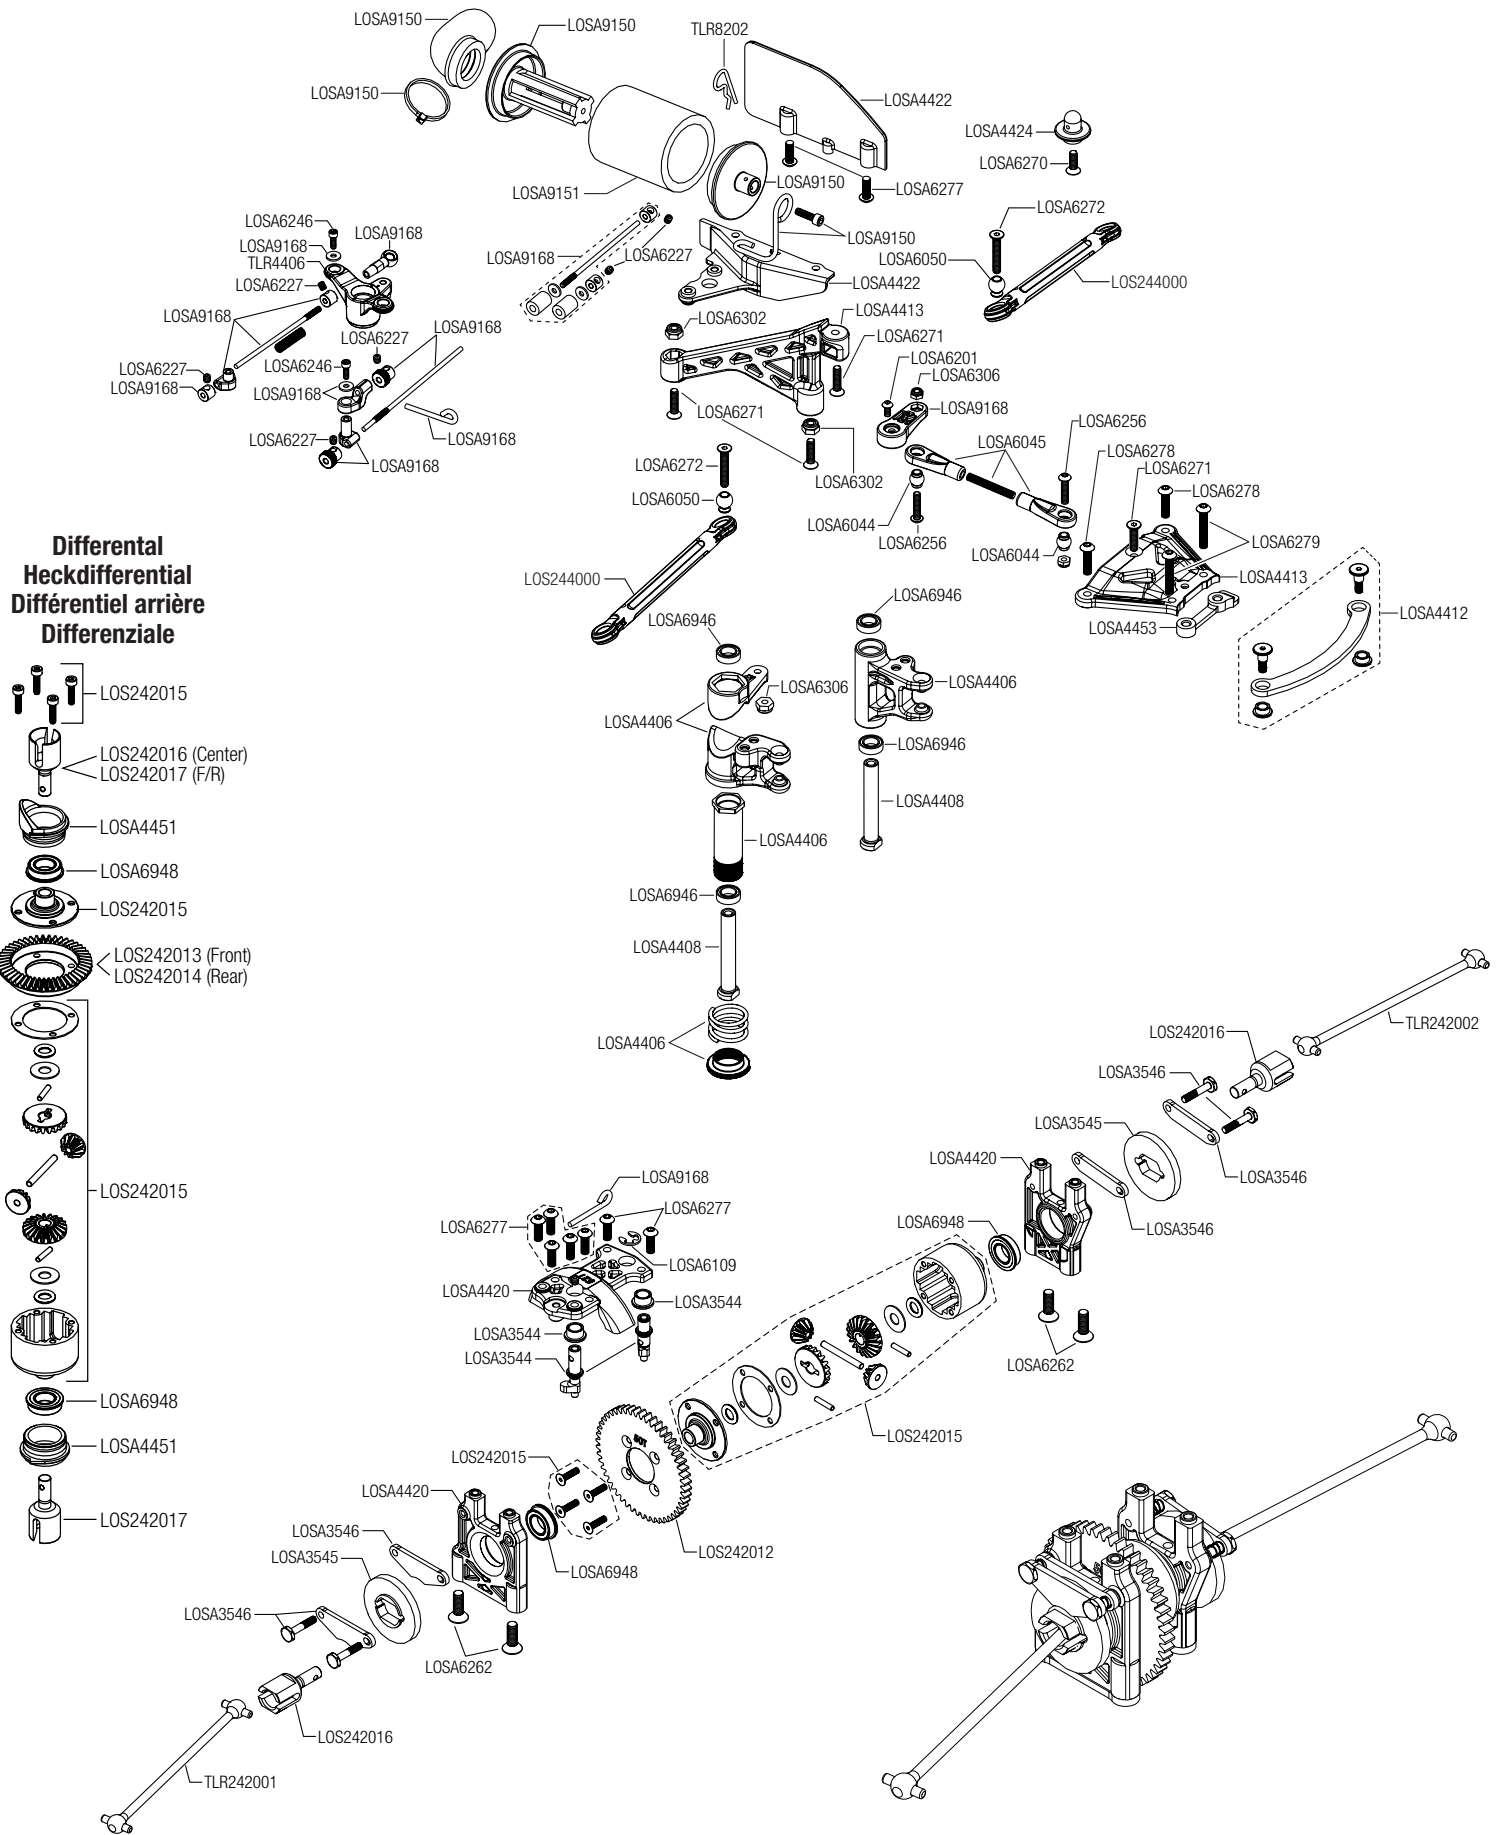 LOSA9150
LOSA9150
TLR8202
LOSA9150
LOSA4422
LOSA4424
LOSA6270
LOSA9150
LOSA6277
LOSA9151
LOSA6272
LOSA6246
LOSA9168
LOSA9150
LOSA9168
TLR4406
LOSA6227
LOSA9168
LOSA6227
LOSA6050
LOSA4422
LOS244000
LOSA9168
LOSA6302
LOSA4413
LOSA6227
LOSA9168
LOSA6271
LOSA6227
LOSA6246
LOSA6201
LOSA6306
LOSA9168
LOSA9168
LOSA9168
LOSA6271
LOSA6227
LOSA9168
LOSA6256
LOSA6045
LOSA6278
LOSA9168
LOSA6272
LOSA6302
LOSA6271
LOSA6278
LOSA6050
LOSA6044
LOSA6256
LOSA6044
LOSA6279
LOS244000
LOSA4413
LOSA6946
LOSA4412
LOSA6946
LOSA4453
Differental
Heckdifferential
Différentiel arrière
Differenziale
LOS242015
LOSA6306
LOSA4406
LOSA4406
LOSA6946
LOS242016 (Center)
LOS242017 (F/R)
LOSA4408
LOSA4451
LOSA4406
LOSA6948
LOSA6946
LOS242015
LOSA4408
LOS242013 (Front)
LOS242014 (Rear)
LOSA4406
TLR242002
LOS242016
LOSA3546
LOSA3545
LOSA4420
LOSA3546
LOSA3546
LOS242015
LOSA9168
LOSA6277
LOSA6277
LOSA6948
LOSA6109
LOSA4420
LOSA3544
LOSA3544
LOSA3544
LOSA6262
LOSA6948
LOSA4451
LOS242017
50T
LOS242015
LOS242015
LOSA4420
LOSA3546
LOSA3545
LOS242012
LOSA6948
LOSA3546
LOSA6262
LOS242016
TLR242001